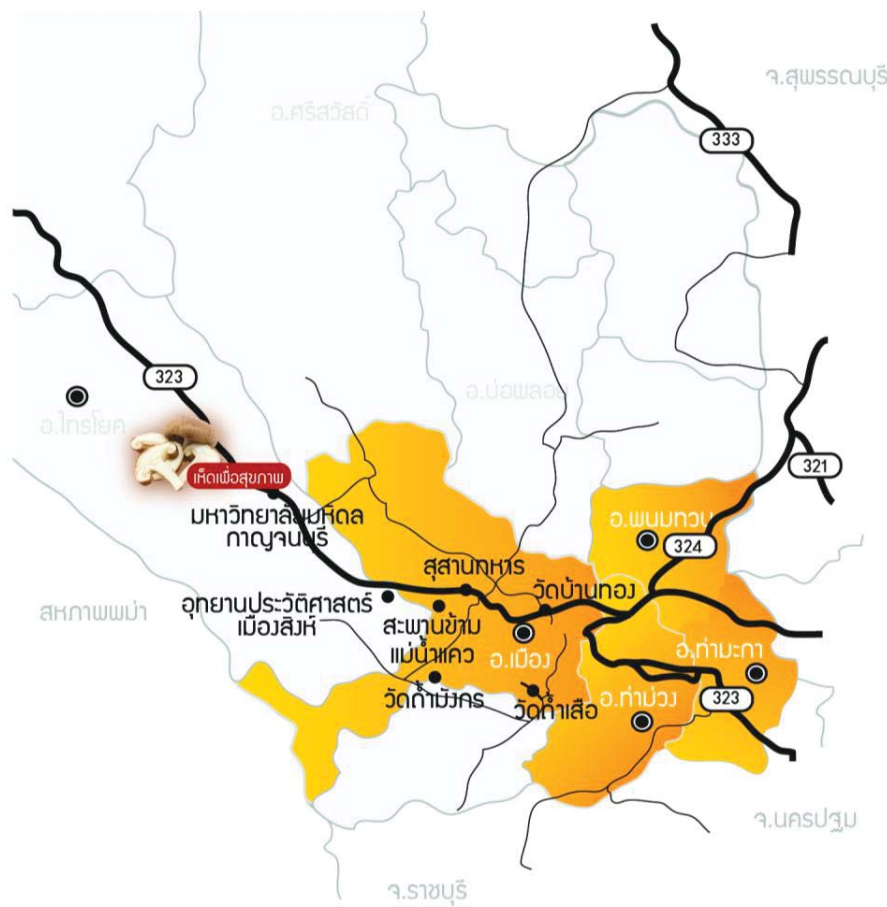 จ.สุพรรณบุรี
อ.ศรีสวัสดิ์
333
323
อ.บ่อพลอย
อ.ไทรโยค
321
เห็ดเพื่อสุขภาพ
มหาวิทยาลัยมหิดล
กาญจนบุรี
อ.พนมทวน
324
สุสานทหาร
วัดบ้านทอง
อุทยานประวัติศาสตร์
เมืองสิงห์
สหภาพพม่า
สะพานข้าม
แม่น้ำแคว
อ.เมือง
อ.ท่ามะกา
วัดถ้ำมังกร
วัดถ้ำเสือ
อ.ท่าม่วง
323
จ.นครปฐม
จ.ราชบุรี